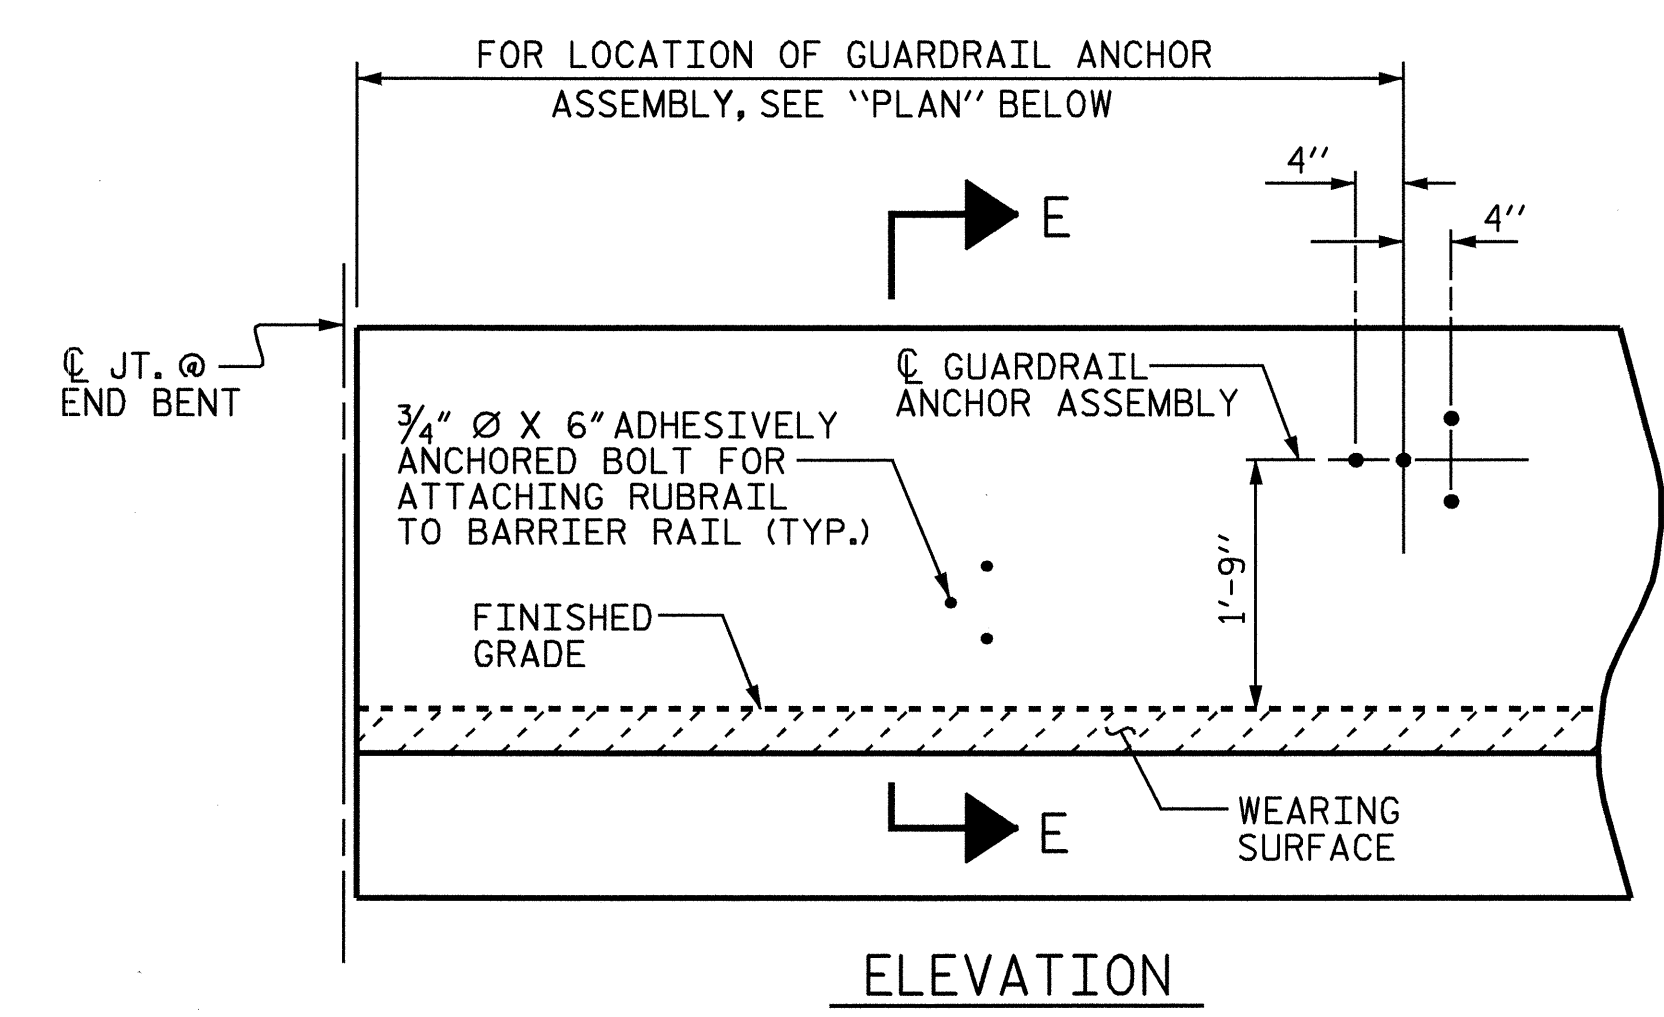 FOR LOCATION OF GUARDRAIL ANCHOR
ASSEMBLY, SEE "PLAN" BELOW
4"
4"
E
℄ JT. @
END BENT
℄ GUARDRAIL
ANCHOR ASSEMBLY
3/4" Ø X 6" ADHESIVELY
ANCHORED BOLT FOR
ATTACHING RUBRAIL
TO BARRIER RAIL (TYP.)
1'-9"
FINISHED
GRADE
WEARING
SURFACE
E
ELEVATION